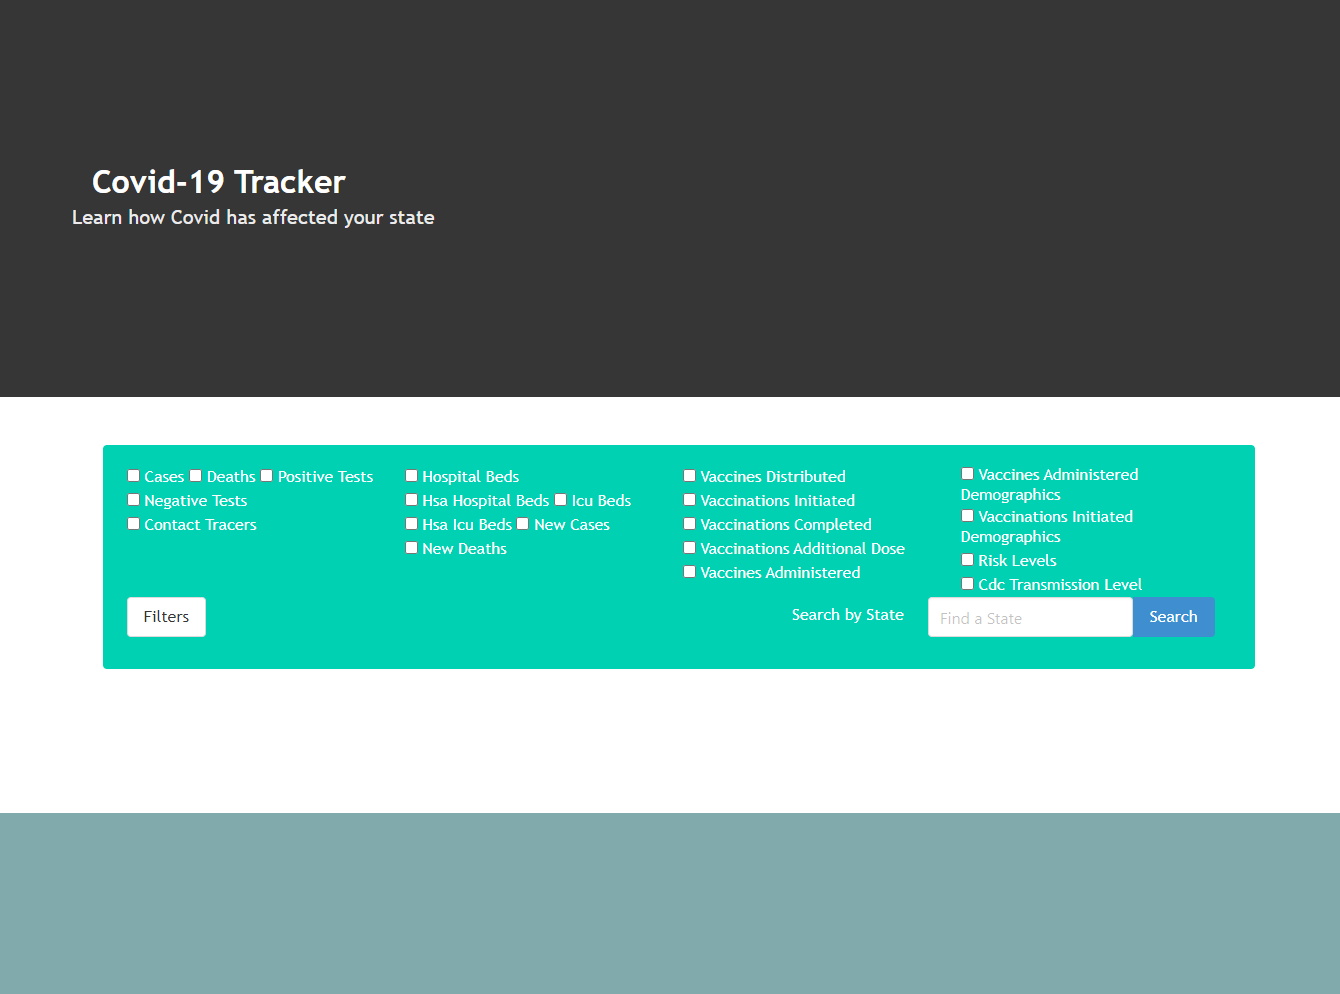 Covid-19 Tracker
Learn how Covid has affected your state
Cases Deaths Positive Tests
Negative Tests
Contact Tracers
Hospital Beds
Hsa Hospital Beds Icu Beds
Hsa Icu Beds New Cases
New Deaths
Vaccines Distributed
Vaccinations Initiated
Vaccinations Completed
Vaccinations Additional Dose
Vaccines Administered
Vaccines Administered
Demographics
Vaccinations Initiated
Demographics
Risk Levels
Cdc Transmission Level
Filters
Search by State
Find a State
Search